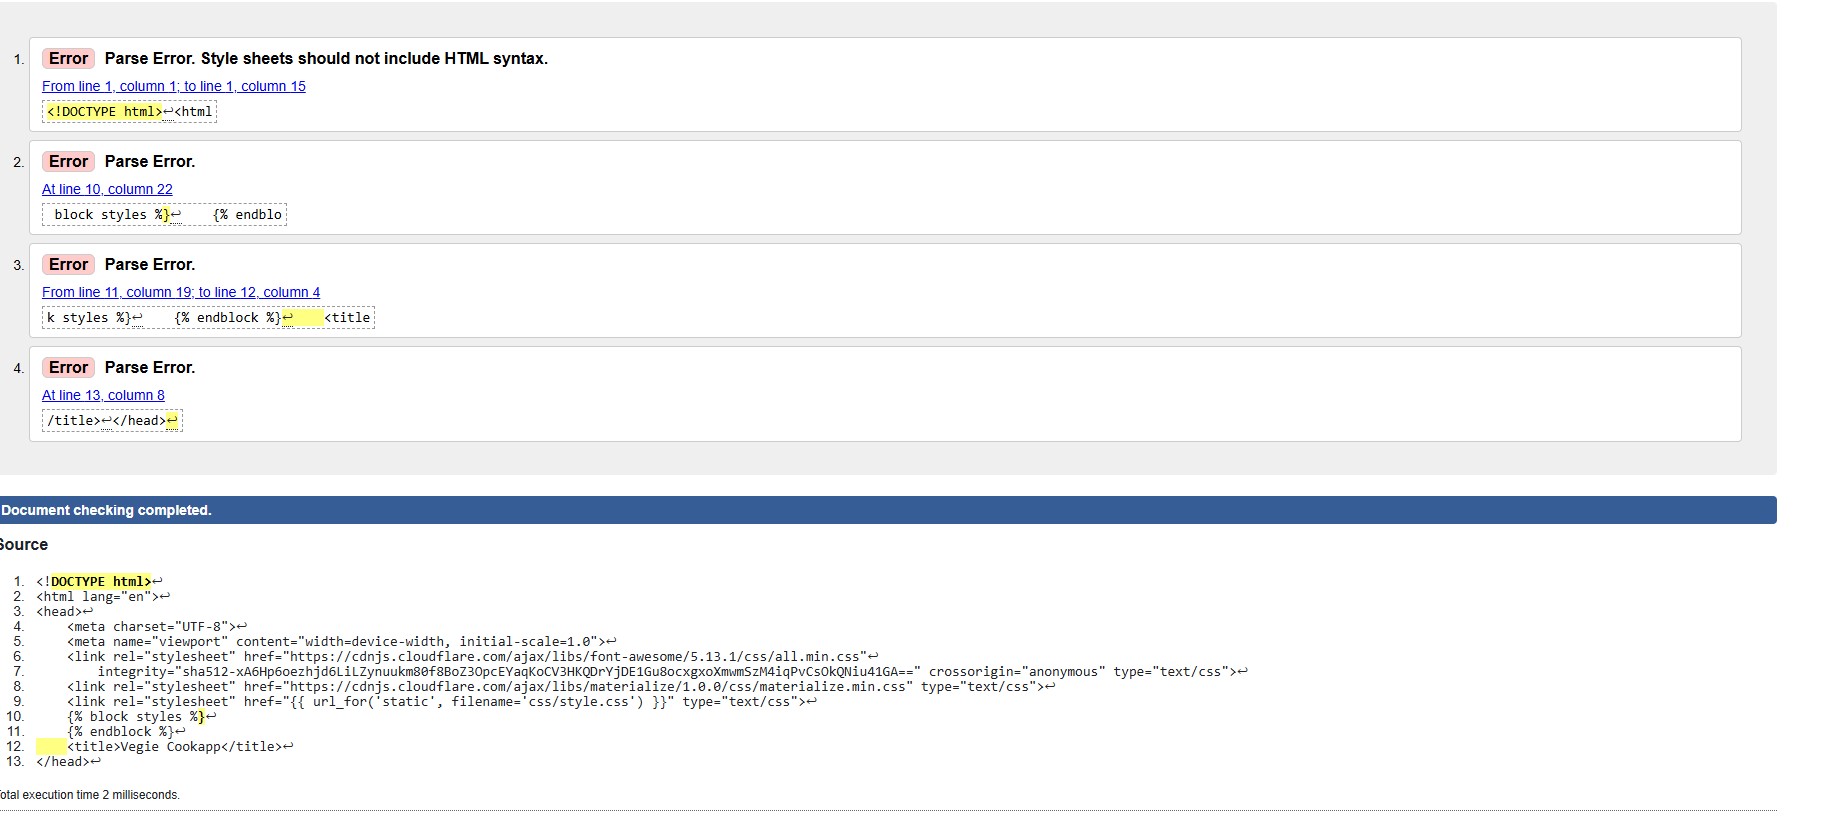 1. Error Parse Error. Style sheets should not include HTML syntax.
From line 1, column 1; to line 1, column 15
<!DOCTYPE html>↩<html
2. Error Parse Error.
At line 10, column 22
block styles %}↩    {% endblo
3. Error Parse Error.
From line 11, column 19; to line 12, column 4
k styles %}↩    {% endblock %}↩    <title
4. Error Parse Error.
At line 13, column 8
/title>↩</head>↩
Document checking completed.
Source
1. <!DOCTYPE html>↩
2. <html lang="en">↩
3. <head>↩
4.     <meta charset="UTF-8">↩
5.     <meta name="viewport" content="width=device-width, initial-scale=1.0">↩
6.     <link rel="stylesheet" href="https://cdnjs.cloudflare.com/ajax/libs/font-awesome/5.13.1/css/all.min.css"↩
7.         integrity="sha512-xA6Hp6oezhjd6LiLZynuukm80f8BoZ3OpcEYaqKoCV3HKQDrYjDE1Gu8ocxgxoXmwmSzM4iqPvCsOkQNiu41GA==" crossorigin="anonymous" type="text/css">↩
8.     <link rel="stylesheet" href="https://cdnjs.cloudflare.com/ajax/libs/materialize/1.0.0/css/materialize.min.css" type="text/css">↩
9.     <link rel="stylesheet" href="{{ url_for('static', filename='css/style.css') }}" type="text/css">↩
10.     {% block styles %}↩
11.     {% endblock %}↩
12.     <title>Vegie Cookapp</title>↩
13. </head>↩
Total execution time 2 milliseconds.